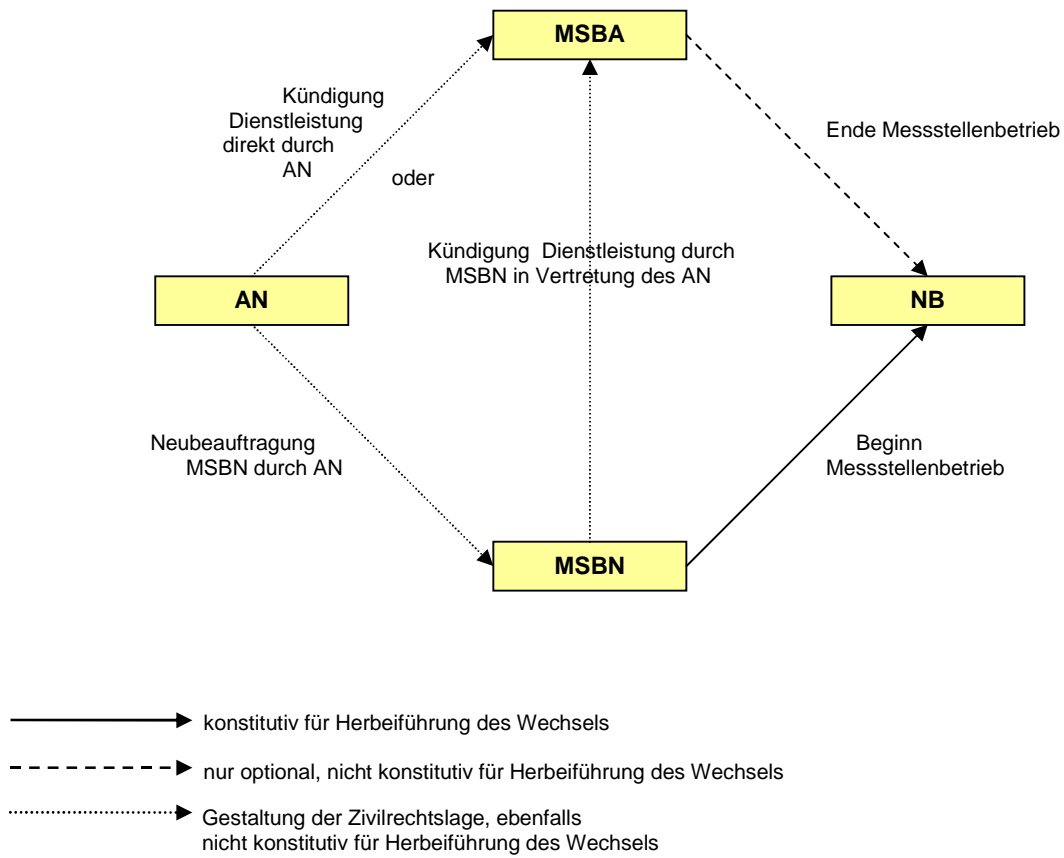 MSBA
Kündigung
Dienstleistung
direkt durch
AN
oder
Ende Messstellenbetrieb
Kündigung Dienstleistung durch
MSBN in Vertretung des AN
AN
NB
Neubeauftragung
MSBN durch AN
Beginn
Messstellenbetrieb
MSBN
konstitutiv für Herbeiführung des Wechsels
nur optional, nicht konstitutiv für Herbeiführung des Wechsels
Gestaltung der Zivilrechtslage, ebenfalls
nicht konstitutiv für Herbeiführung des Wechsels